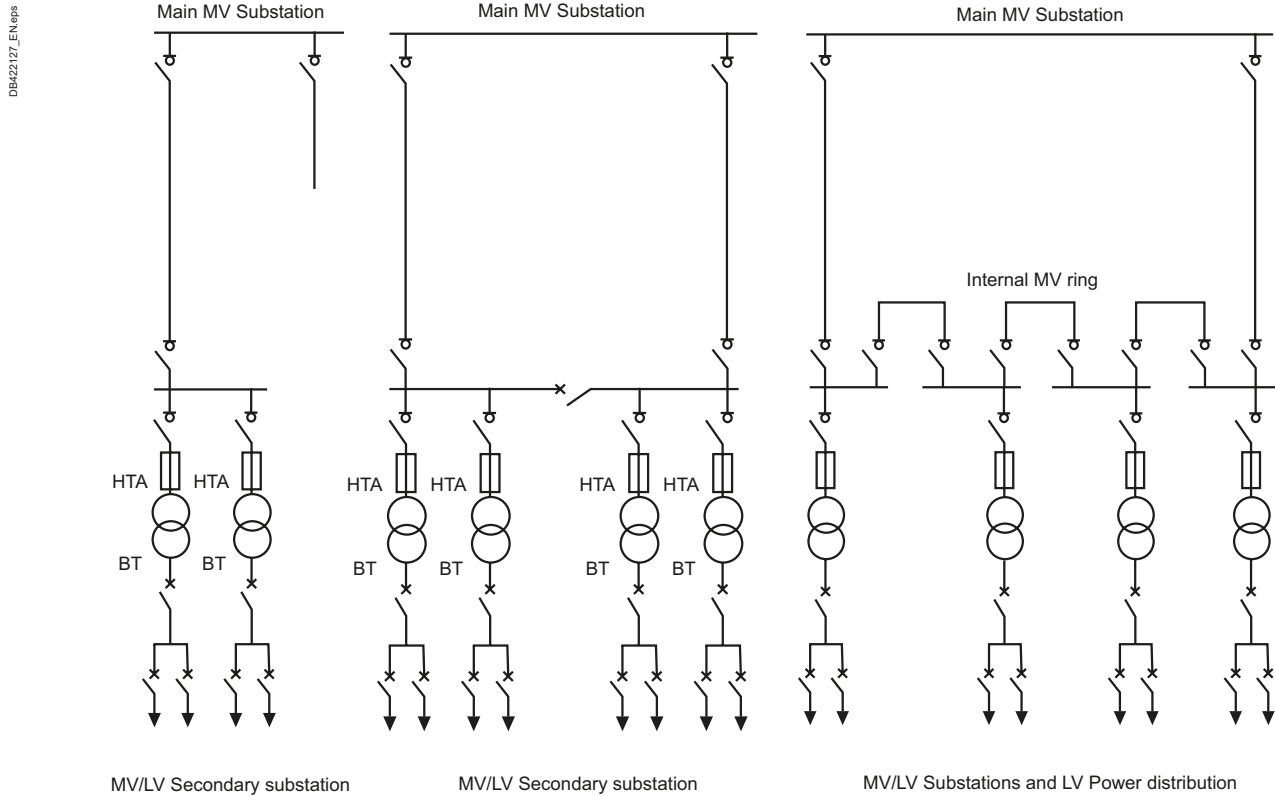 DB422127_EN.eps
Main MV Substation
Main MV Substation
Main MV Substation
Internal MV ring
HTA
HTA
HTA
HTA
HTA
HTA
BT
BT
BT
BT
BT
BT
MV/LV Secondary substation
MV/LV Secondary substation
MV/LV Substations and LV Power distribution